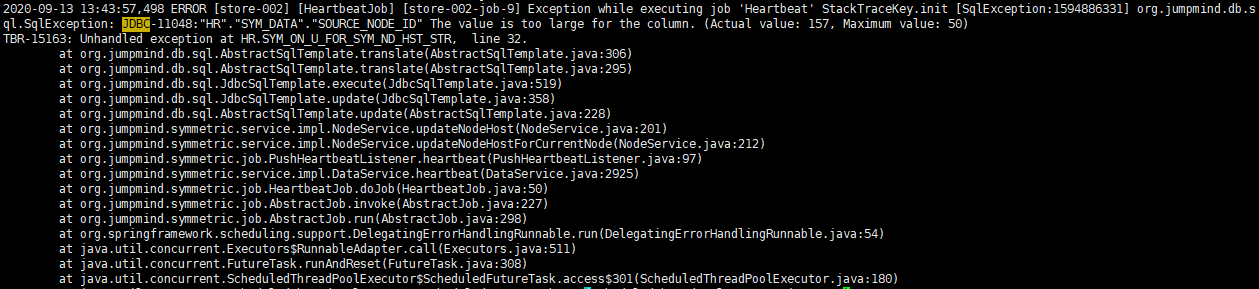 2020-09-13 13:43:57,498 ERROR [store-002] [HeartbeatJob] [store-002-job-9] Exception while executing job 'Heartbeat' StackTraceKey.init [SqlException:1594886331] org.jumpmind.db.s
ql.SqlException: JDBC-11048:"HR"."SYM_DATA"."SOURCE_NODE_ID" The value is too large for the column. (Actual value: 157, Maximum value: 50)
TBR-15163: Unhandled exception at HR.SYM_ON_U_FOR_SYM_ND_HST_STR,  line 32.
        at org.jumpmind.db.sql.AbstractSqlTemplate.translate(AbstractSqlTemplate.java:306)
        at org.jumpmind.db.sql.AbstractSqlTemplate.translate(AbstractSqlTemplate.java:295)
        at org.jumpmind.db.sql.JdbcSqlTemplate.execute(JdbcSqlTemplate.java:519)
        at org.jumpmind.db.sql.JdbcSqlTemplate.update(JdbcSqlTemplate.java:358)
        at org.jumpmind.db.sql.AbstractSqlTemplate.update(AbstractSqlTemplate.java:228)
        at org.jumpmind.symmetric.service.impl.NodeService.updateNodeHost(NodeService.java:201)
        at org.jumpmind.symmetric.service.impl.NodeService.updateNodeHostForCurrentNode(NodeService.java:212)
        at org.jumpmind.symmetric.job.PushHeartbeatListener.heartbeat(PushHeartbeatListener.java:97)
        at org.jumpmind.symmetric.service.impl.DataService.heartbeat(DataService.java:2925)
        at org.jumpmind.symmetric.job.HeartbeatJob.doJob(HeartbeatJob.java:50)
        at org.jumpmind.symmetric.job.AbstractJob.invoke(AbstractJob.java:227)
        at org.jumpmind.symmetric.job.AbstractJob.run(AbstractJob.java:298)
        at org.springframework.scheduling.support.DelegatingErrorHandlingRunnable.run(DelegatingErrorHandlingRunnable.java:54)
        at java.util.concurrent.Executors$RunnableAdapter.call(Executors.java:511)
        at java.util.concurrent.FutureTask.runAndReset(FutureTask.java:308)
        at java.util.concurrent.ScheduledThreadPoolExecutor$ScheduledFutureTask.access$301(ScheduledThreadPoolExecutor.java:180)